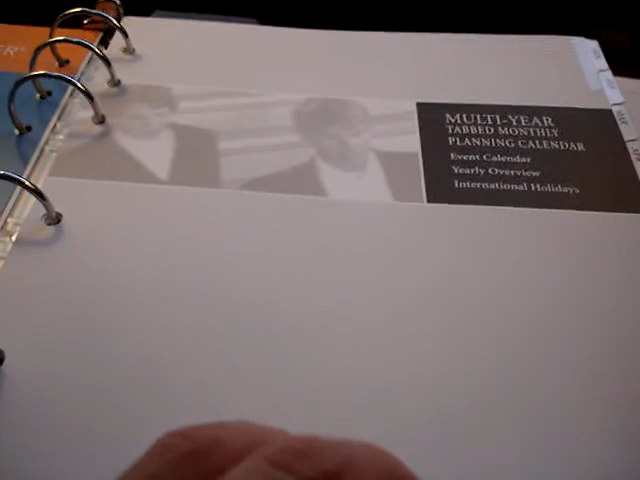 MULTI-YEAR
TABBED MONTHLY
PLANNING CALENDAR
Event Calendar
Yearly Overview
International Holidays